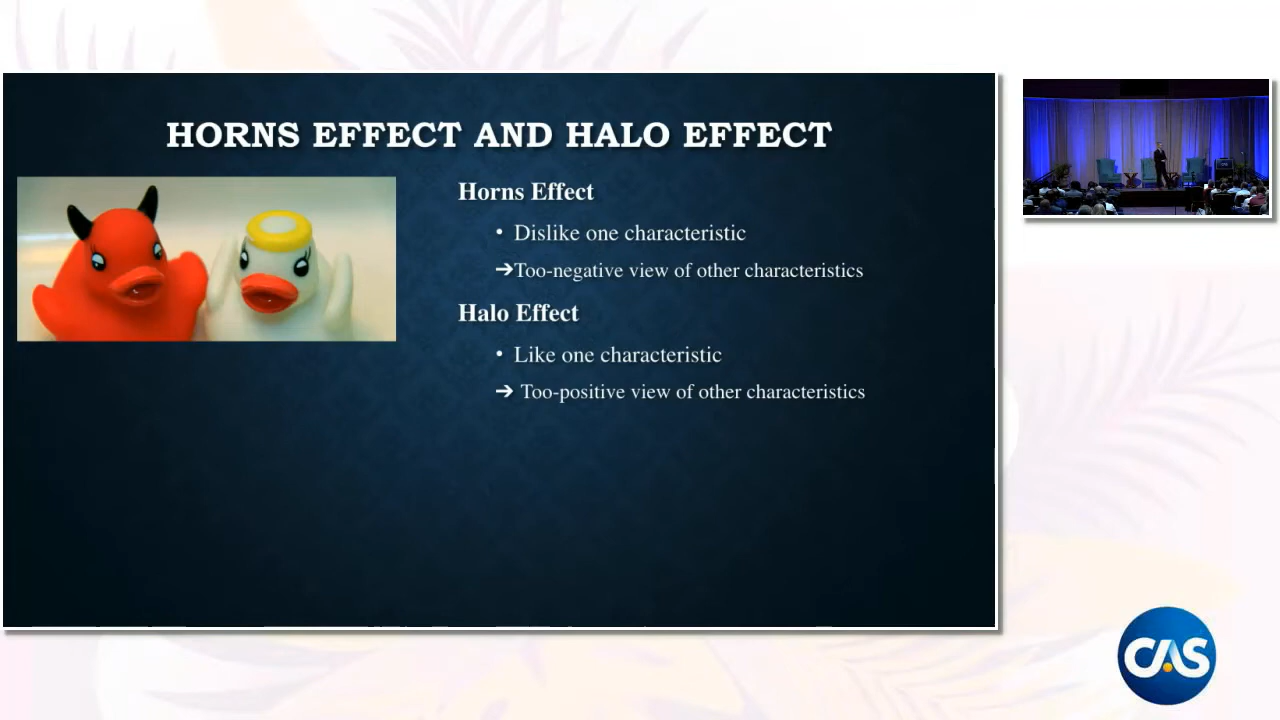 HORNS EFFECT AND HALO EFFECT
Horns Effect
• Dislike one characteristic
➔Too-negative view of other characteristics
Halo Effect
• Like one characteristic
➔ Too-positive view of other characteristics
CAS